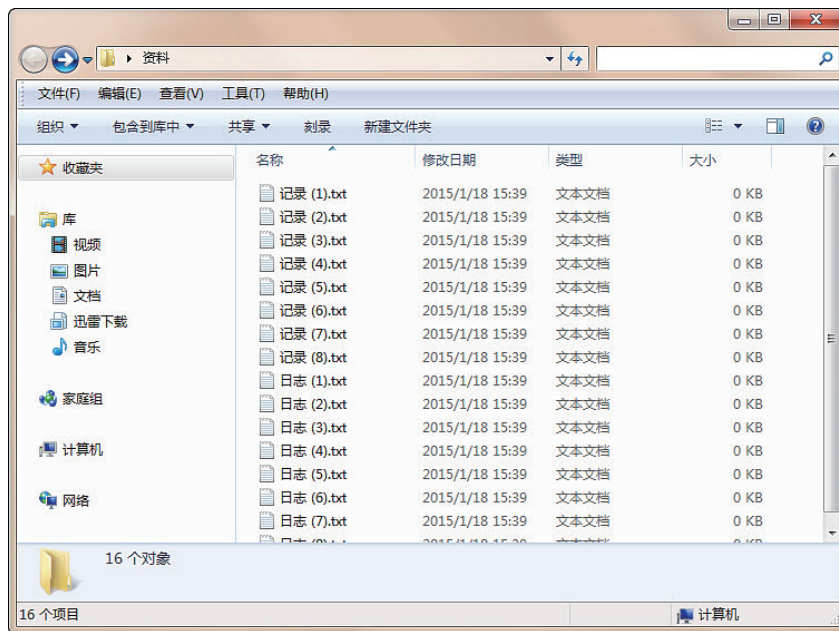 资料
文件(F) 编辑(E) 查看(V) 工具(T) 帮助(H)
组织 包含到库中 共享 刻录 新建文件夹
收藏夹
库
视频
图片
文档
迅雷下载
音乐
家庭组
计算机
网络
名称 修改日期 类型 大小
记录 (1).txt 2015/1/18 15:39 文本文档 0 KB
记录 (2).txt 2015/1/18 15:39 文本文档 0 KB
记录 (3).txt 2015/1/18 15:39 文本文档 0 KB
记录 (4).txt 2015/1/18 15:39 文本文档 0 KB
记录 (5).txt 2015/1/18 15:39 文本文档 0 KB
记录 (6).txt 2015/1/18 15:39 文本文档 0 KB
记录 (7).txt 2015/1/18 15:39 文本文档 0 KB
记录 (8).txt 2015/1/18 15:39 文本文档 0 KB
日志 (1).txt 2015/1/18 15:39 文本文档 0 KB
日志 (2).txt 2015/1/18 15:39 文本文档 0 KB
日志 (3).txt 2015/1/18 15:39 文本文档 0 KB
日志 (4).txt 2015/1/18 15:39 文本文档 0 KB
日志 (5).txt 2015/1/18 15:39 文本文档 0 KB
日志 (6).txt 2015/1/18 15:39 文本文档 0 KB
日志 (7).txt 2015/1/18 15:39 文本文档 0 KB
16 个对象
16 个项目 计算机